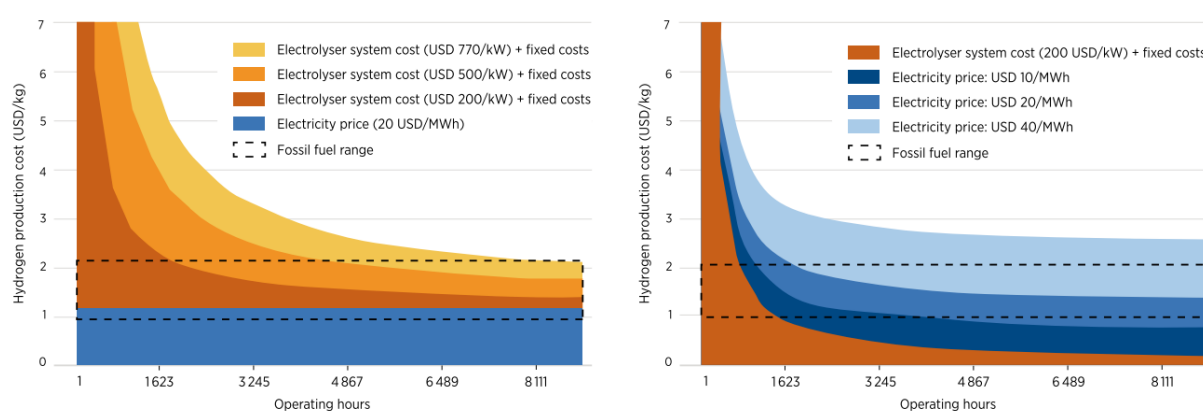 7
6
5
4
3
2
1
0
Hydrogen production cost (USD/kg)
Electrolyser system cost (USD 770/kW) + fixed costs
Electrolyser system cost (USD 500/kW) + fixed costs
Electrolyser system cost (USD 200/kW) + fixed costs
Electricity price (20 USD/MWh)
Fossil fuel range
1 1 623 3 245 4 867 6 489 8 111
Operating hours
7
6
5
4
3
2
1
0
Hydrogen production cost (USD/kg)
Electrolyser system cost (200 USD/kW) + fixed costs
Electricity price: USD 10/MWh
Electricity price: USD 20/MWh
Electricity price: USD 40/MWh
Fossil fuel range
1 1 623 3 245 4 867 6 489 8 111
Operating hours